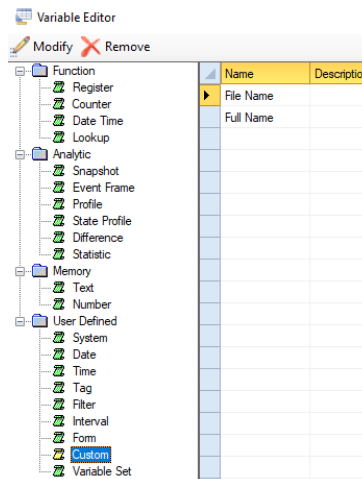 Variable Editor
Modify Remove
Function
Register
Counter
Date Time
Lookup
Analytic
Snapshot
Event Frame
Profile
State Profile
Difference
Statistic
Memory
Text
Number
User Defined
System
Date
Time
Tag
Filter
Interval
Form
Custom
Variable Set
Name Descriptio
File Name
Full Name